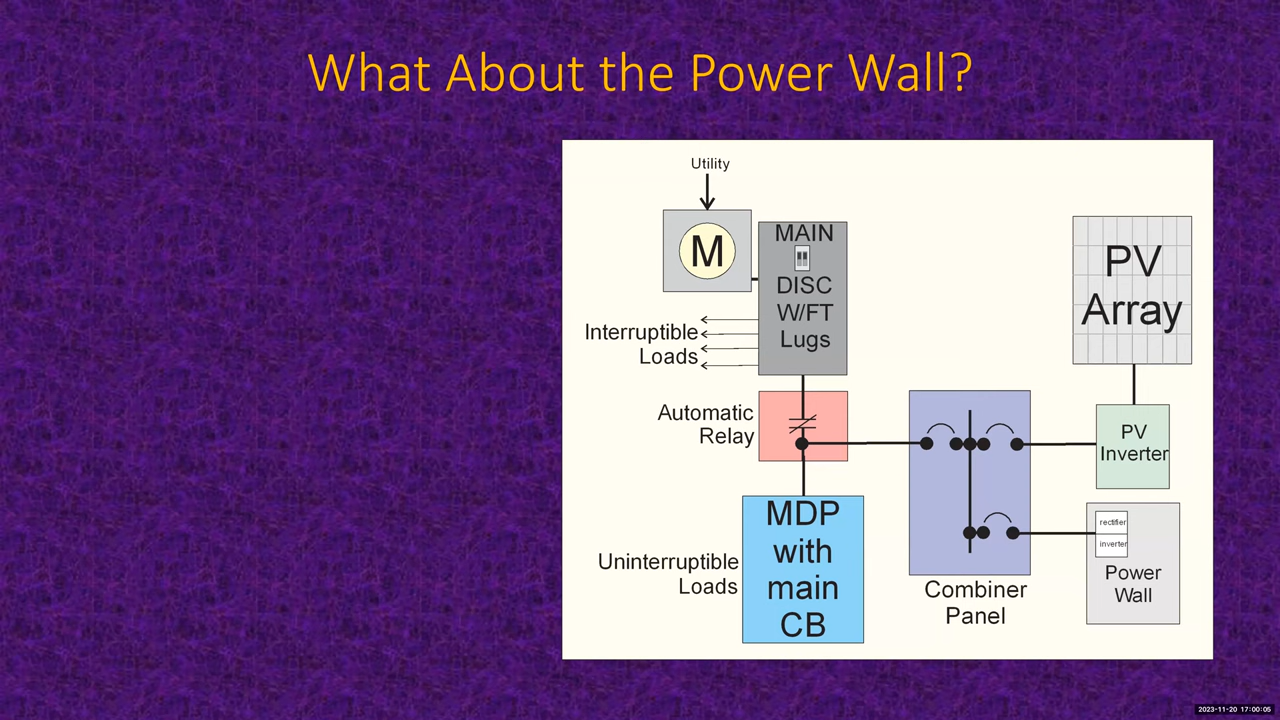 What About the Power Wall?
Utility
M
MAIN
DISC
W/FT
Lugs
Interruptible
Loads
Automatic
Relay
MDP
with
main
CB
Uninterruptible
Loads
Combiner
Panel
PV
Array
PV
Inverter
rectifier
inverter
Power
Wall
2023-11-20 17:00:05